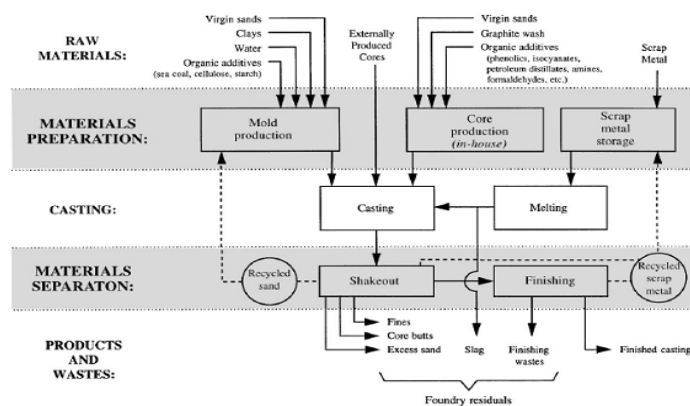 RAW
MATERIALS:
Virgin sands
Clays
Water
Organic additives
(sea coal, cellulose, starch)
Externally
Produced
Cores
Virgin sands
Graphite wash
Organic additives
(phenolics, isocyanates,
petroleum distillates, amines,
formaldehydes, etc.)
Scrap
Metal
MATERIALS
PREPARATION:
Mold
production
Core
production
(in-house)
Scrap
metal
storage
CASTING:
Casting
Melting
MATERIALS
SEPARATON:
Recycled
sand
Shakeout
Finishing
Recycled
scrap
metal
PRODUCTS
AND
WASTES:
Fines
Core butts
Excess sand
Slag
Finishing
wastes
Finished casting
Foundry residuals